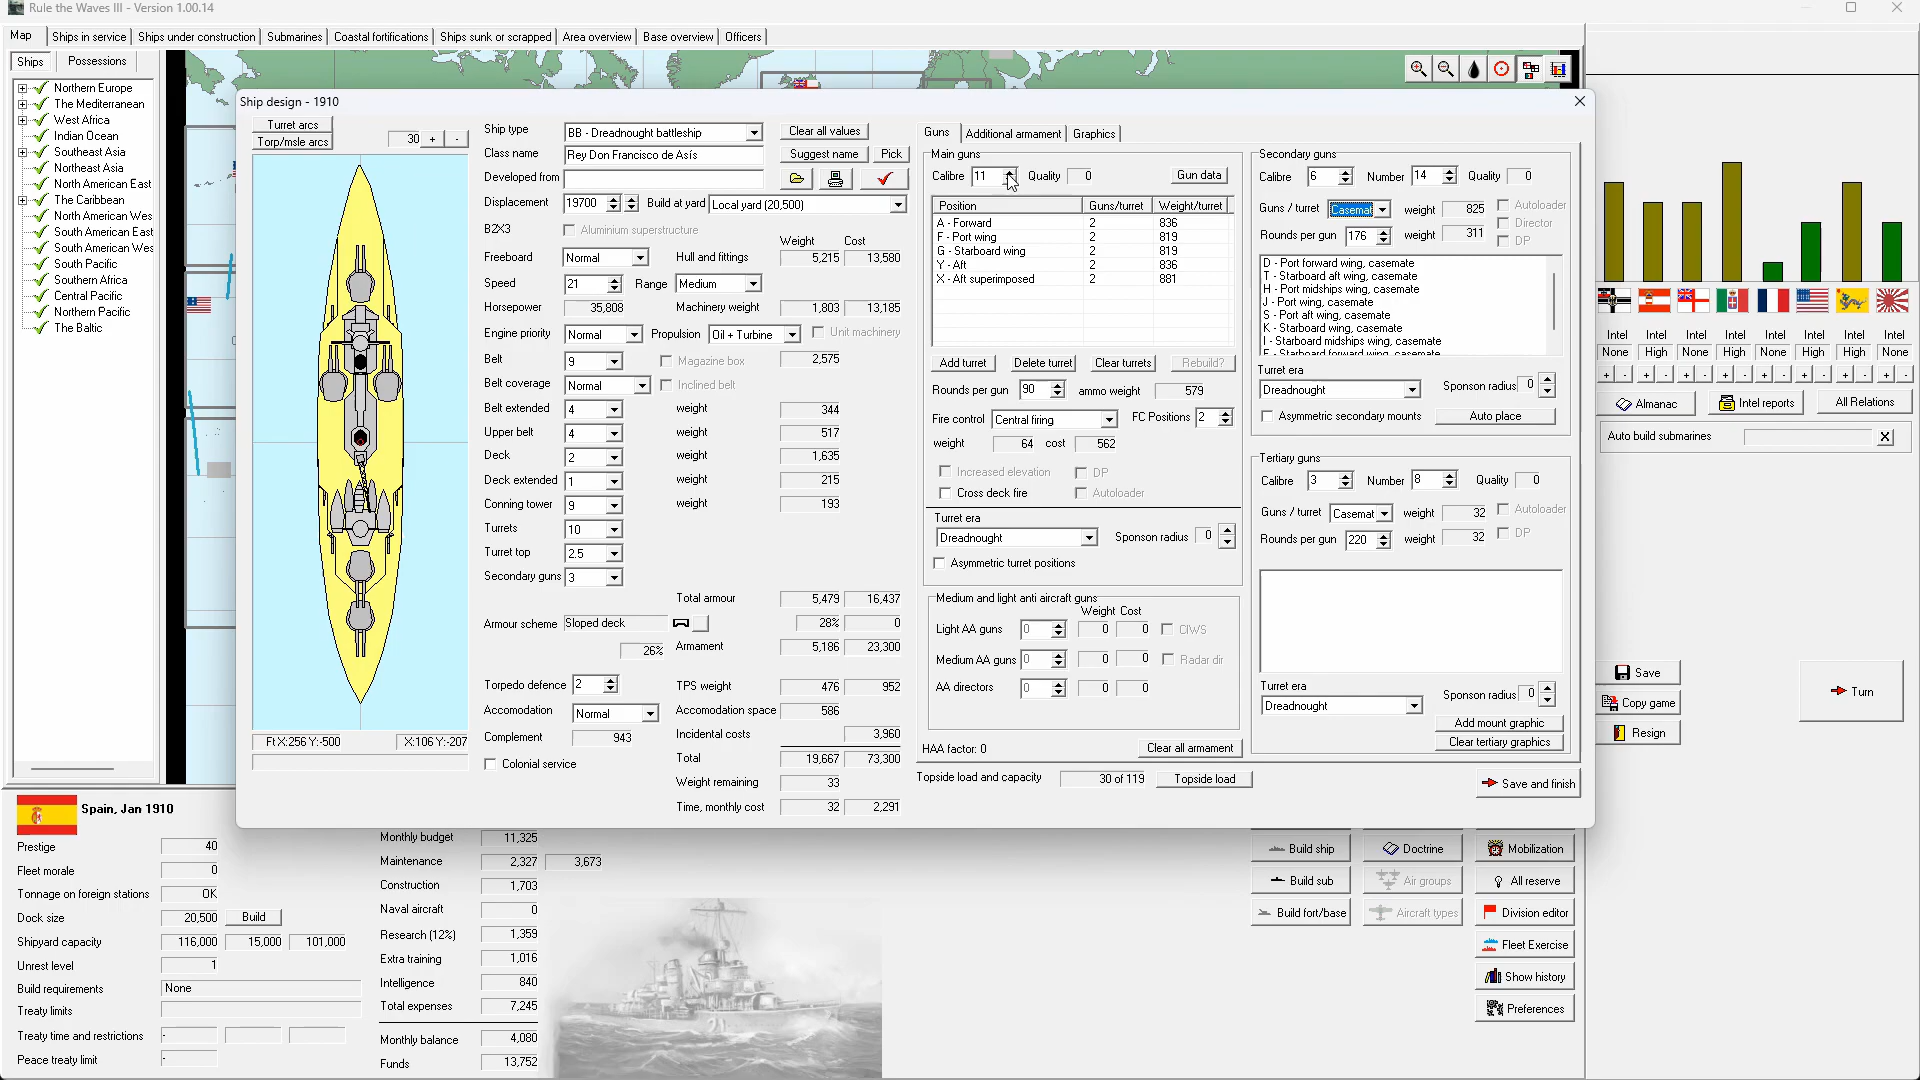 Rule the Waves III - Version 1.00.14
Map
Ships in service
Ships under construction
Submarines
Coastal fortifications
Ships sunk or scrapped
Area overview
Base overview
Officers
Ships
Possessions
Northern Europe
The Mediterranean
West Africa
Indian Ocean
Southeast Asia
Northeast Asia
North American East
The Caribbean
North American Wes
South American East
South American Wes
South Pacific
Southern Africa
Central Pacific
Northern Pacific
The Baltic
Ship design - 1910
Turret arcs
Torp/msle arcs
30 + -
Ft X:256 Y:-500
X:106 Y:-207
Ship type BB - Dreadnought battleship Clear all values
Class name Rey Don Francisco de Asís Suggest name Pick
Developed from
Displacement 19700 Build at yard Local yard (20,500)
B2X3 Aluminium superstructure
Weight Cost
Freeboard Normal Hull and fittings 5,215 13,580
Speed 21 Range Medium
Horsepower 35,808 Machinery weight 1,803 13,185
Engine priority Normal Propulsion Oil + Turbine Unit machinery
Belt 9 Magazine box 2,575
Belt coverage Normal Inclined belt
Belt extended 4 weight 344
Upper belt 4 weight 517
Deck 2 weight 1,635
Deck extended 1 weight 215
Conning tower 9 weight 193
Turrets 10
Turret top 2.5
Secondary guns 3
Total armour 5,479 16,437
Armour scheme Sloped deck 28% 0
26% Armament 5,186 23,300
Torpedo defence 2 TPS weight 476 952
Accomodation Normal Accomodation space 586
Complement 943 Incidental costs 3,960
Colonial service Total 19,667 73,300
Weight remaining 33
Time, monthly cost 32 2,291
Guns
Additional armament
Graphics
Main guns
Calibre 11 Quality 0 Gun data
Position Guns/turret Weight/turret
A - Forward 2 836
F - Port wing 2 819
G - Starboard wing 2 819
Y - Aft 2 836
X - Aft superimposed 2 881
Add turret Delete turret Clear turrets Rebuild?
Rounds per gun 90 ammo weight 579
Fire control Central firing FC Positions 2
weight 64 cost 562
Increased elevation DP
Cross deck fire Autoloader
Turret era
Dreadnought Sponson radius 0
Asymmetric turret positions
Medium and light anti aircraft guns
Weight Cost
Light AA guns 0 0 0 CIWS
Medium AA guns 0 0 0 Radar dir
AA directors 0 0 0
HAA factor: 0 Clear all armament
Topside load and capacity 30 of 119 Topside load
Secondary guns
Calibre 6 Number 14 Quality 0
Guns / turret Casemat weight 825 Autoloader
Director
Rounds per gun 176 weight 311 DP
D - Port forward wing, casemate
T - Starboard aft wing, casemate
H - Port midships wing, casemate
J - Port wing, casemate
S - Port aft wing, casemate
K - Starboard wing, casemate
I - Starboard midships wing, casemate
E - Starboard forward wing, casemate
Turret era
Dreadnought Sponson radius 0
Asymmetric secondary mounts Auto place
Tertiary guns
Calibre 3 Number 8 Quality 0
Guns / turret Casemat weight 32 Autoloader
Rounds per gun 220 weight 32 DP
Turret era
Dreadnought Sponson radius 0
Add mount graphic
Clear tertiary graphics
Save and finish
Intel Intel Intel Intel Intel Intel Intel Intel
None High None High None High High None
+ - + - + - + - + - + - + - + -
Almanac Intel reports All Relations
Auto build submarines X
Save
Copy game
Resign
Turn
Spain, Jan 1910
Prestige 40
Fleet morale 0
Tonnage on foreign stations OK
Dock size 20,500 Build
Shipyard capacity 116,000 15,000 101,000
Unrest level 1
Build requirements None
Treaty limits
Treaty time and restrictions - -
Peace treaty limit -
Monthly budget 11,325
Maintenance 2,327 3,673
Construction 1,703
Naval aircraft 0
Research (12%) 1,359
Extra training 1,016
Intelligence 840
Total expenses 7,245
Monthly balance 4,080
Funds 13,752
Build ship Doctrine Mobilization
Build sub Air groups All reserve
Build fort/base Aircraft types Division editor
Fleet Exercise
Show history
Preferences